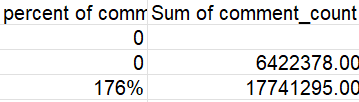 percent of comm Sum of comment_count
0
0 6422378.00
176% 17741295.00